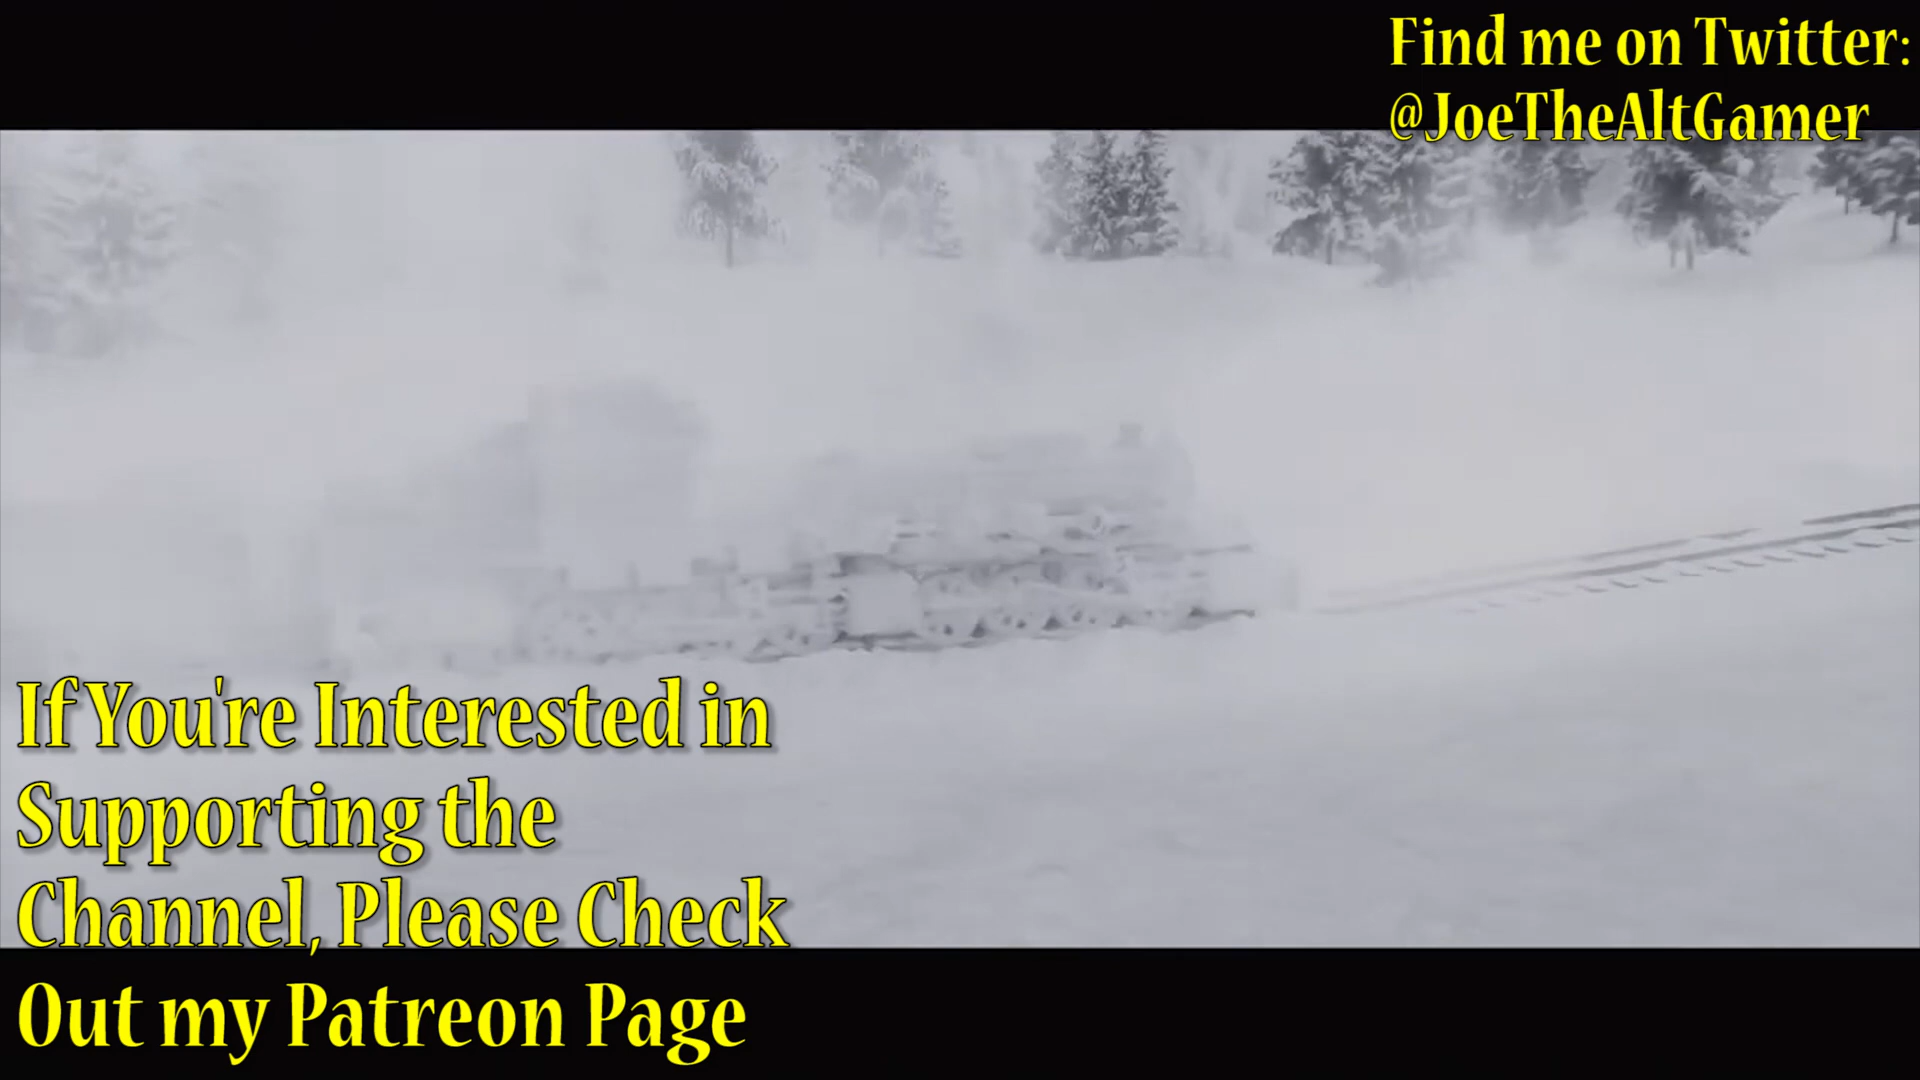 Find me on Twitter:
@JoeTheAltGamer
If You're Interested in
Supporting the
Channel, Please Check
Out my Patreon Page